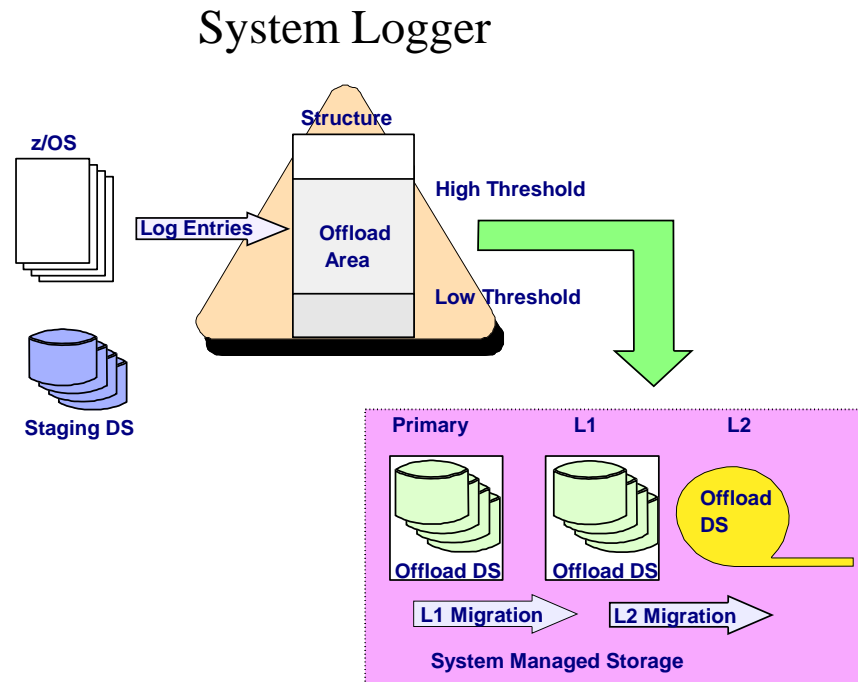 System Logger
Structure
z/OS
High Threshold
Log Entries
Offload
Area
Low Threshold
Staging DS
Primary
L1
L2
Offload
DS
Offload DS
Offload DS
L1 Migration
L2 Migration
System Managed Storage